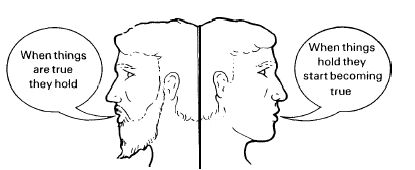 When things
are true
they hold
When things
hold they
start becoming
true